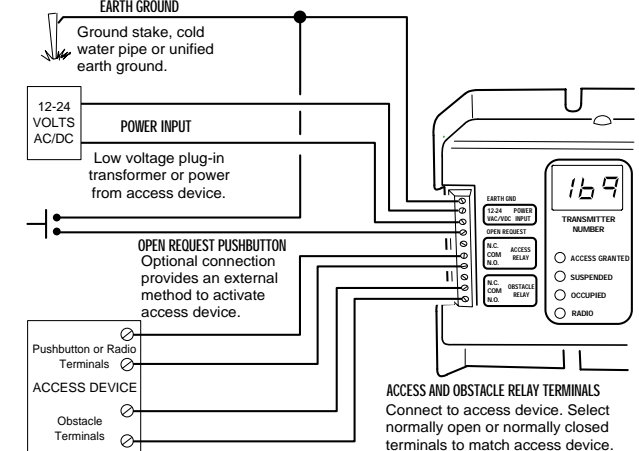 EARTH GROUND
Ground stake, cold
water pipe or unified
earth ground.
12-24
VOLTS
AC/DC
POWER INPUT
Low voltage plug-in
transformer or power
from access device.
OPEN REQUEST PUSHBUTTON
Optional connection
provides an external
method to activate
access device.
Pushbutton or Radio
Terminals
ACCESS DEVICE
Obstacle
Terminals
EARTH GND
12-24 POWER
VAC/VDC INPUT
OPEN REQUEST
N.C.
COM
N.O.
ACCESS
RELAY
N.C.
COM
N.O.
OBSTACLE
RELAY
169
TRANSMITTER
NUMBER
ACCESS GRANTED
SUSPENDED
OCCUPIED
RADIO
ACCESS AND OBSTACLE RELAY TERMINALS
Connect to access device. Select
normally open or normally closed
terminals to match access device.